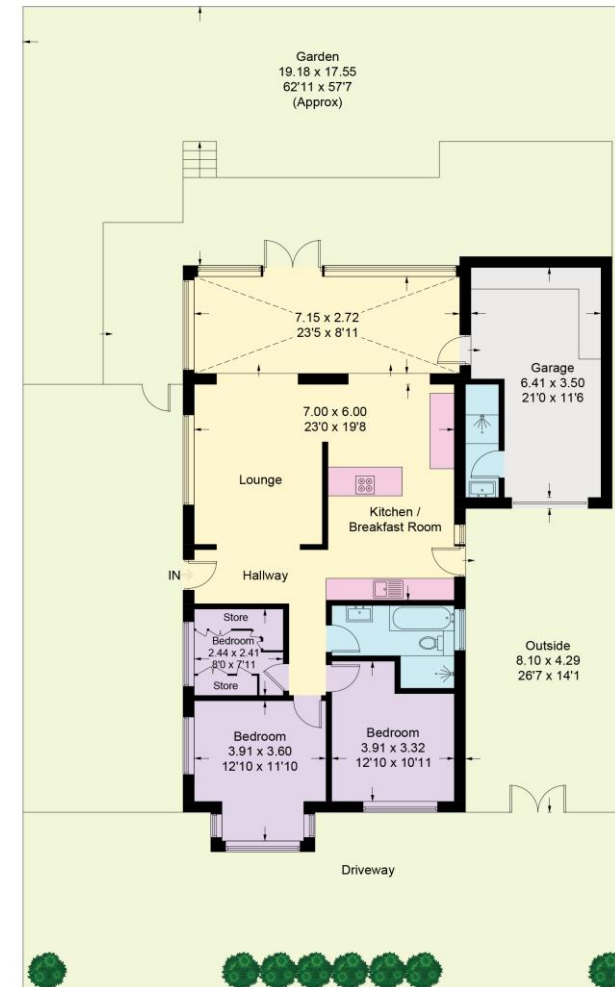 Garden
19.18 x 17.55
62'11 x 57'7
(Approx)
7.15 x 2.72
23'5 x 8'11
Garage
6.41 x 3.50
21'0 x 11'6
7.00 x 6.00
23'0 x 19'8
Lounge
Kitchen /
Breakfast Room
IN
Hallway
Store
Bedroom
2.44 x 2.41
8'0 x 7'11
Store
Outside
8.10 x 4.29
26'7 x 14'1
Bedroom
3.91 x 3.60
12'10 x 11'10
Bedroom
3.91 x 3.32
12'10 x 10'11
Driveway